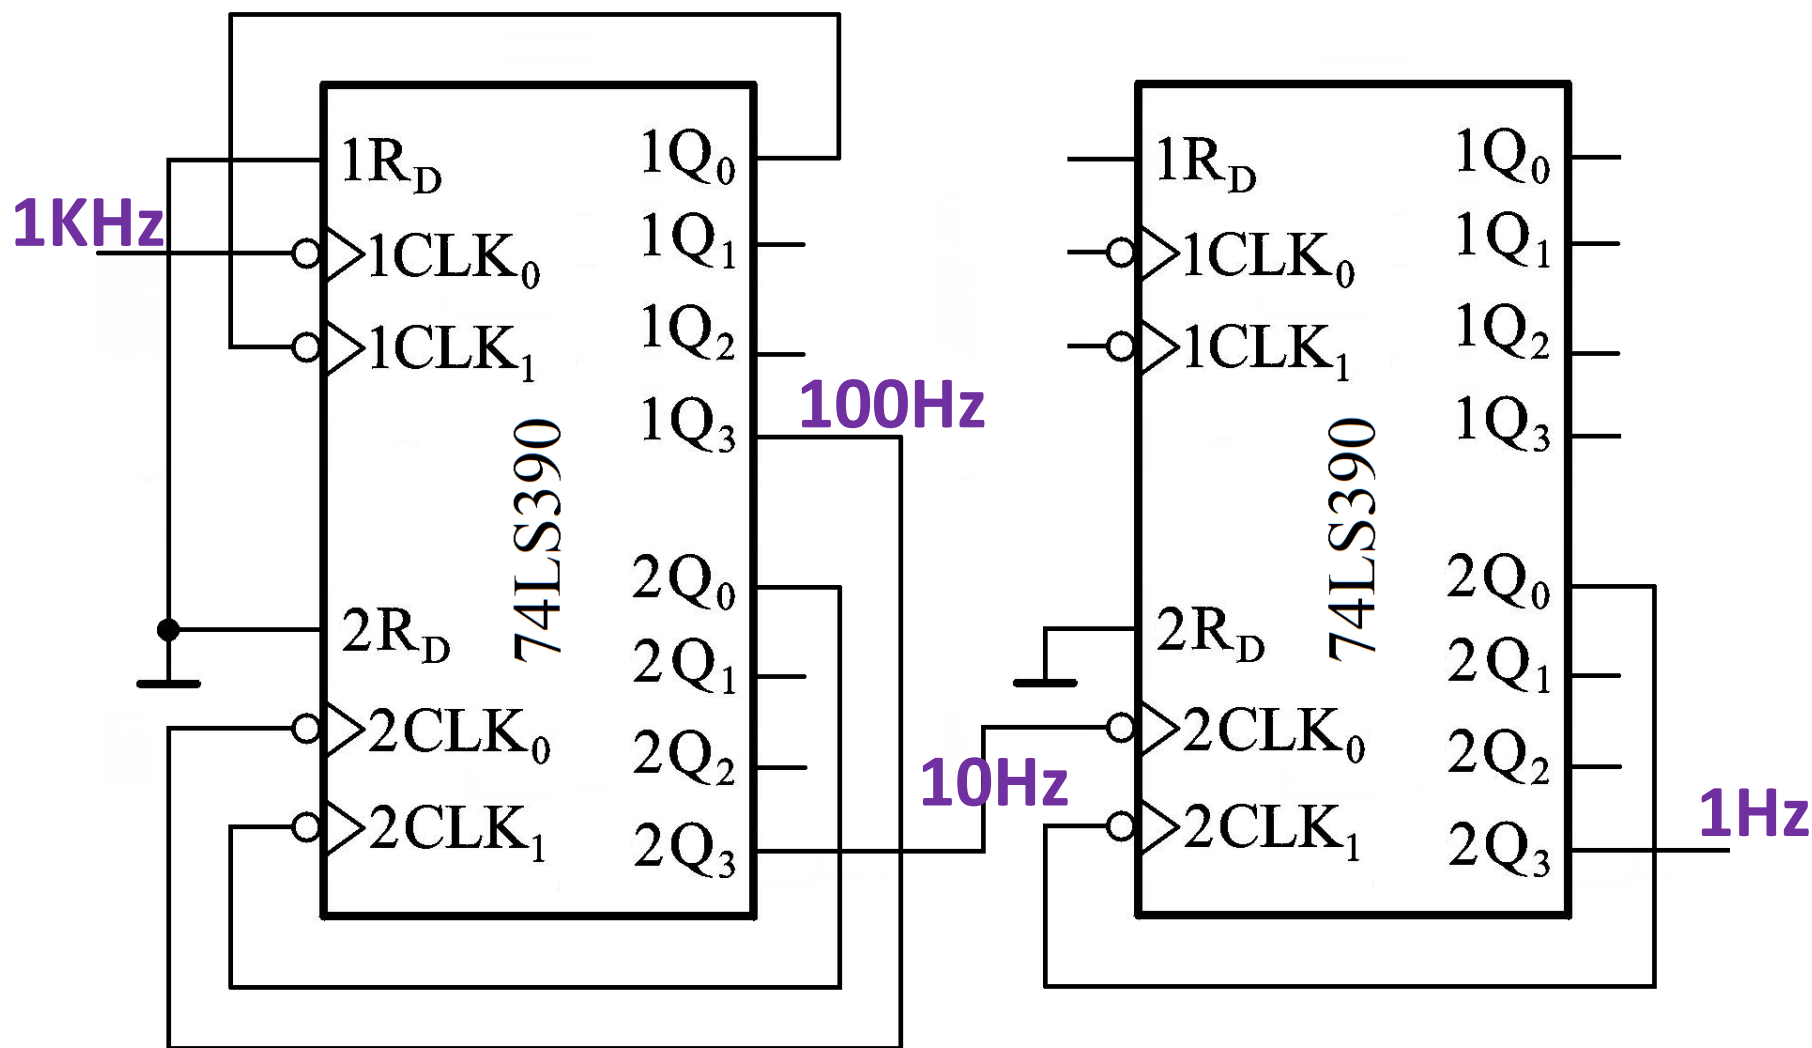 1KHz
1R_D
1CLK_0
1CLK_1
2R_D
2CLK_0
2CLK_1
74LS390
1Q_0
1Q_1
1Q_2
1Q_3
2Q_0
2Q_1
2Q_2
2Q_3
100Hz
10Hz
1R_D
1CLK_0
1CLK_1
2R_D
2CLK_0
2CLK_1
74LS390
1Q_0
1Q_1
1Q_2
1Q_3
2Q_0
2Q_1
2Q_2
2Q_3
1Hz